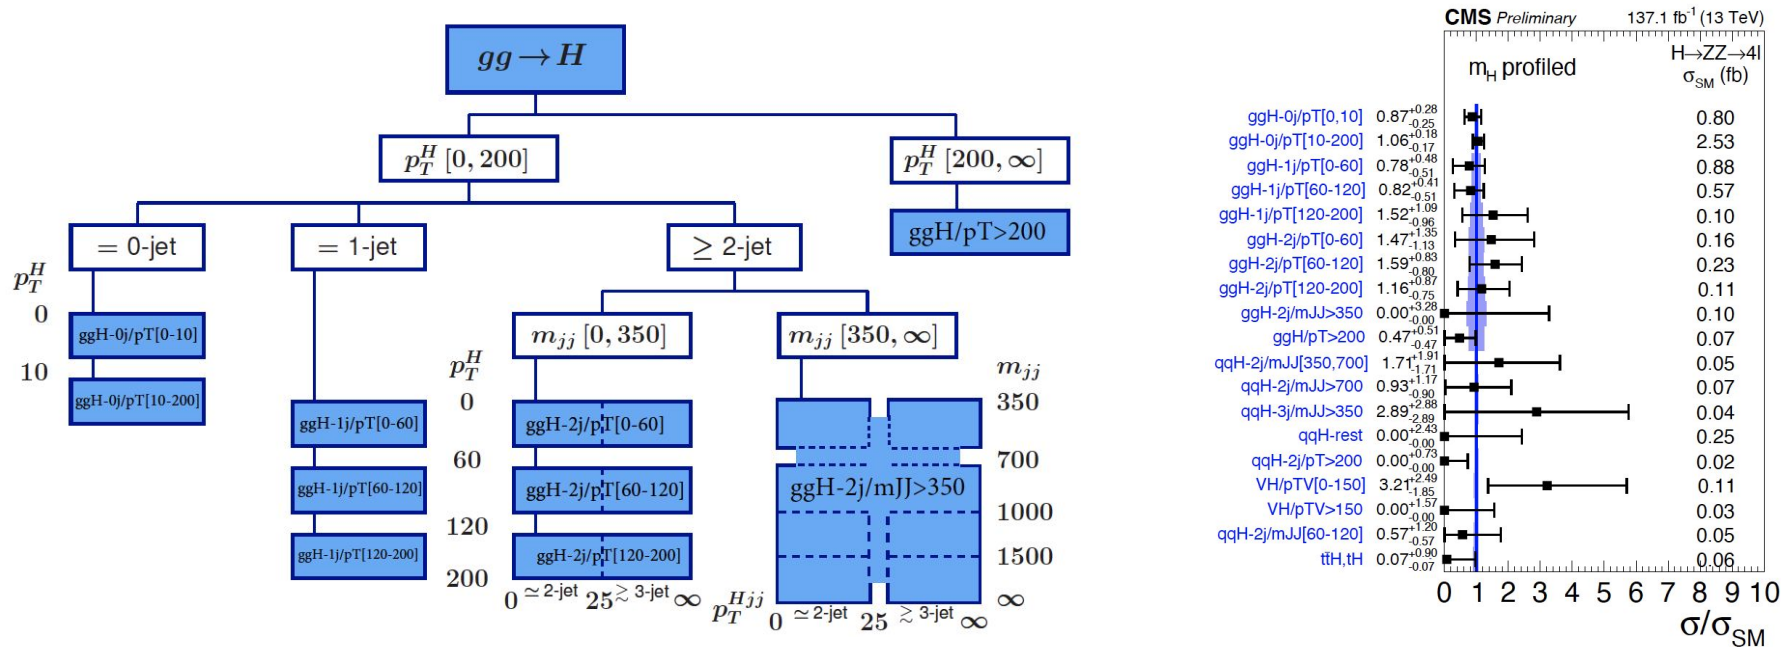 gg → H
p_T^H [0, 200]
p_T^H [200, ∞]
= 0-jet
= 1-jet
≥ 2-jet
ggH/pT>200
p_T^H
0
10
ggH-0j/pT[0-10]
ggH-0j/pT[10-200]
m_jj [0, 350]
m_jj [350, ∞]
p_T^H
0
60
120
200
ggH-1j/pT[0-60]
ggH-1j/pT[60-120]
ggH-1j/pT[120-200]
ggH-2j/pT[0-60]
ggH-2j/pT[60-120]
ggH-2j/pT[120-200]
0 ≃ 2-jet 25 ≳ 3-jet ∞
ggH-2j/mJJ>350
m_jj
350
700
1000
1500
∞
p_T^Hjj 0 ≃ 2-jet 25 ≳ 3-jet ∞
CMS Preliminary 137.1 fb⁻¹ (13 TeV)
H→ZZ→4l
m_H profiled σ_SM (fb)
ggH-0j/pT[0,10] 0.87 +0.28 -0.25 0.80
ggH-0j/pT[10-200] 1.06 +0.18 -0.17 2.53
ggH-1j/pT[0-60] 0.78 +0.48 -0.51 0.88
ggH-1j/pT[60-120] 0.82 +0.41 -0.51 0.57
ggH-1j/pT[120-200] 1.52 +1.09 -0.96 0.10
ggH-2j/pT[0-60] 1.47 +1.35 -1.13 0.16
ggH-2j/pT[60-120] 1.59 +0.83 -0.80 0.23
ggH-2j/pT[120-200] 1.16 +0.87 -0.75 0.11
ggH-2j/mJJ>350 0.00 +3.28 -0.00 0.10
ggH/pT>200 0.47 +0.51 -0.47 0.07
qqH-2j/mJJ[350,700] 1.71 +1.91 -1.71 0.05
qqH-2j/mJJ>700 0.93 +1.17 -0.90 0.07
qqH-3j/mJJ>350 2.89 +2.88 -2.89 0.04
qqH-rest 0.00 +2.43 -0.00 0.25
qqH-2j/pT>200 0.00 +0.73 -0.00 0.02
VH/pTV[0-150] 3.21 +2.49 -1.85 0.11
VH/pTV>150 0.00 +1.57 -0.00 0.03
qqH-2j/mJJ[60-120] 0.57 +1.20 -0.57 0.05
tt̄H,tH 0.07 +0.90 -0.07 0.06
0 1 2 3 4 5 6 7 8 9 10
σ/σ_SM